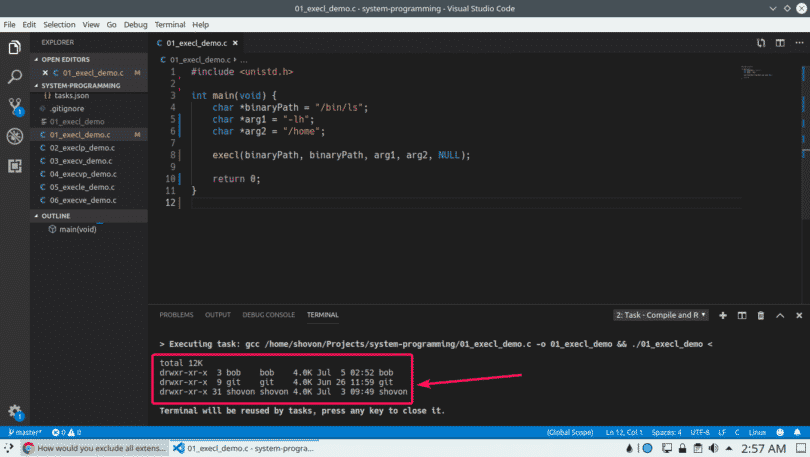 01_execl_demo.c - system-programming - Visual Studio Code
File Edit Selection View Go Debug Terminal Help
EXPLORER
OPEN EDITORS
C 01_execl_demo.c M
SYSTEM-PROGRAMMING
{} tasks.json
.gitignore
01_execl_demo
C 01_execl_demo.c M
C 02_execlp_demo.c
C 03_execv_demo.c
C 04_execvp_demo.c
C 05_execle_demo.c
C 06_execve_demo.c
OUTLINE
main(void)
C 01_execl_demo.c ×
C 01_execl_demo.c › ...
1 #include <unistd.h>
2
3 int main(void) {
4 char *binaryPath = "/bin/ls";
5 char *arg1 = "-lh";
6 char *arg2 = "/home";
7
8 execl(binaryPath, binaryPath, arg1, arg2, NULL);
9
10 return 0;
11 }
12
PROBLEMS OUTPUT DEBUG CONSOLE TERMINAL
2: Task - Compile and R
> Executing task: gcc /home/shovon/Projects/system-programming/01_execl_demo.c -o 01_execl_demo && ./01_execl_demo <
total 12K
drwxr-xr-x 3 bob bob 4.0K Jul 5 02:52 bob
drwxr-xr-x 9 git git 4.0K Jun 26 11:59 git
drwxr-xr-x 31 shovon shovon 4.0K Jul 3 09:49 shovon
Terminal will be reused by tasks, press any key to close it.
master* 0 0 (Global Scope) Ln 12, Col 1 Spaces: 4 UTF-8 LF C Linux
How would you exclude all extens... 01_execl_demo.c - system-progra... 2:57 AM